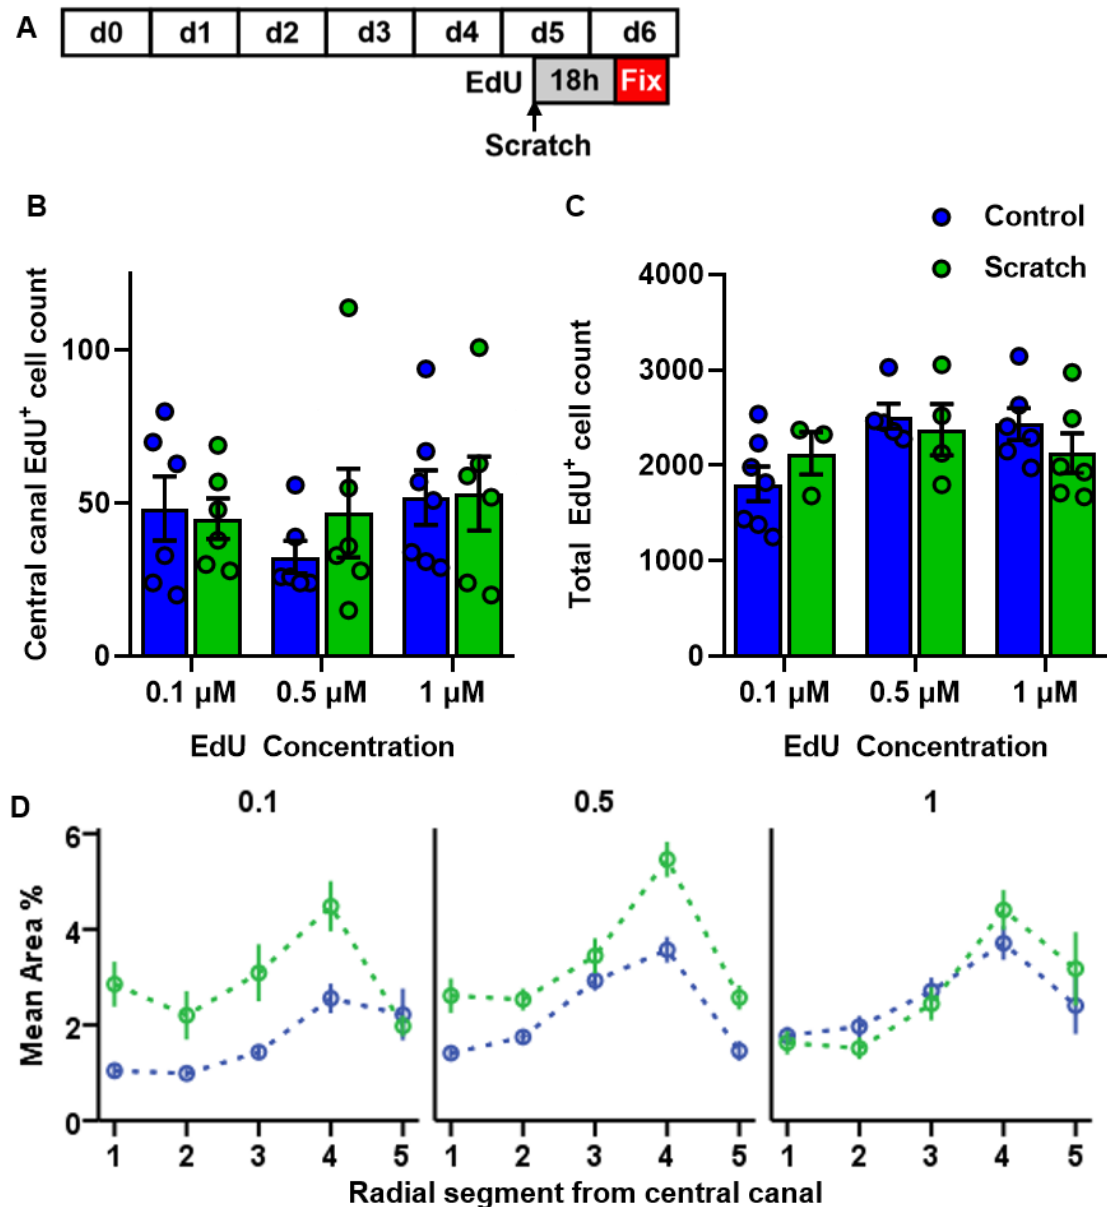 A
d0 d1 d2 d3 d4 d5 d6
EdU 18h Fix
Scratch
B
Central canal EdU⁺ cell count
100
50
0
0.1 µM 0.5 µM 1 µM
EdU Concentration
C
Control
Scratch
Total EdU⁺ cell count
4000
3000
2000
1000
0
0.1 µM 0.5 µM 1 µM
EdU Concentration
D
0.1 0.5 1
Mean Area %
6
4
2
0
1 2 3 4 5 1 2 3 4 5 1 2 3 4 5
Radial segment from central canal